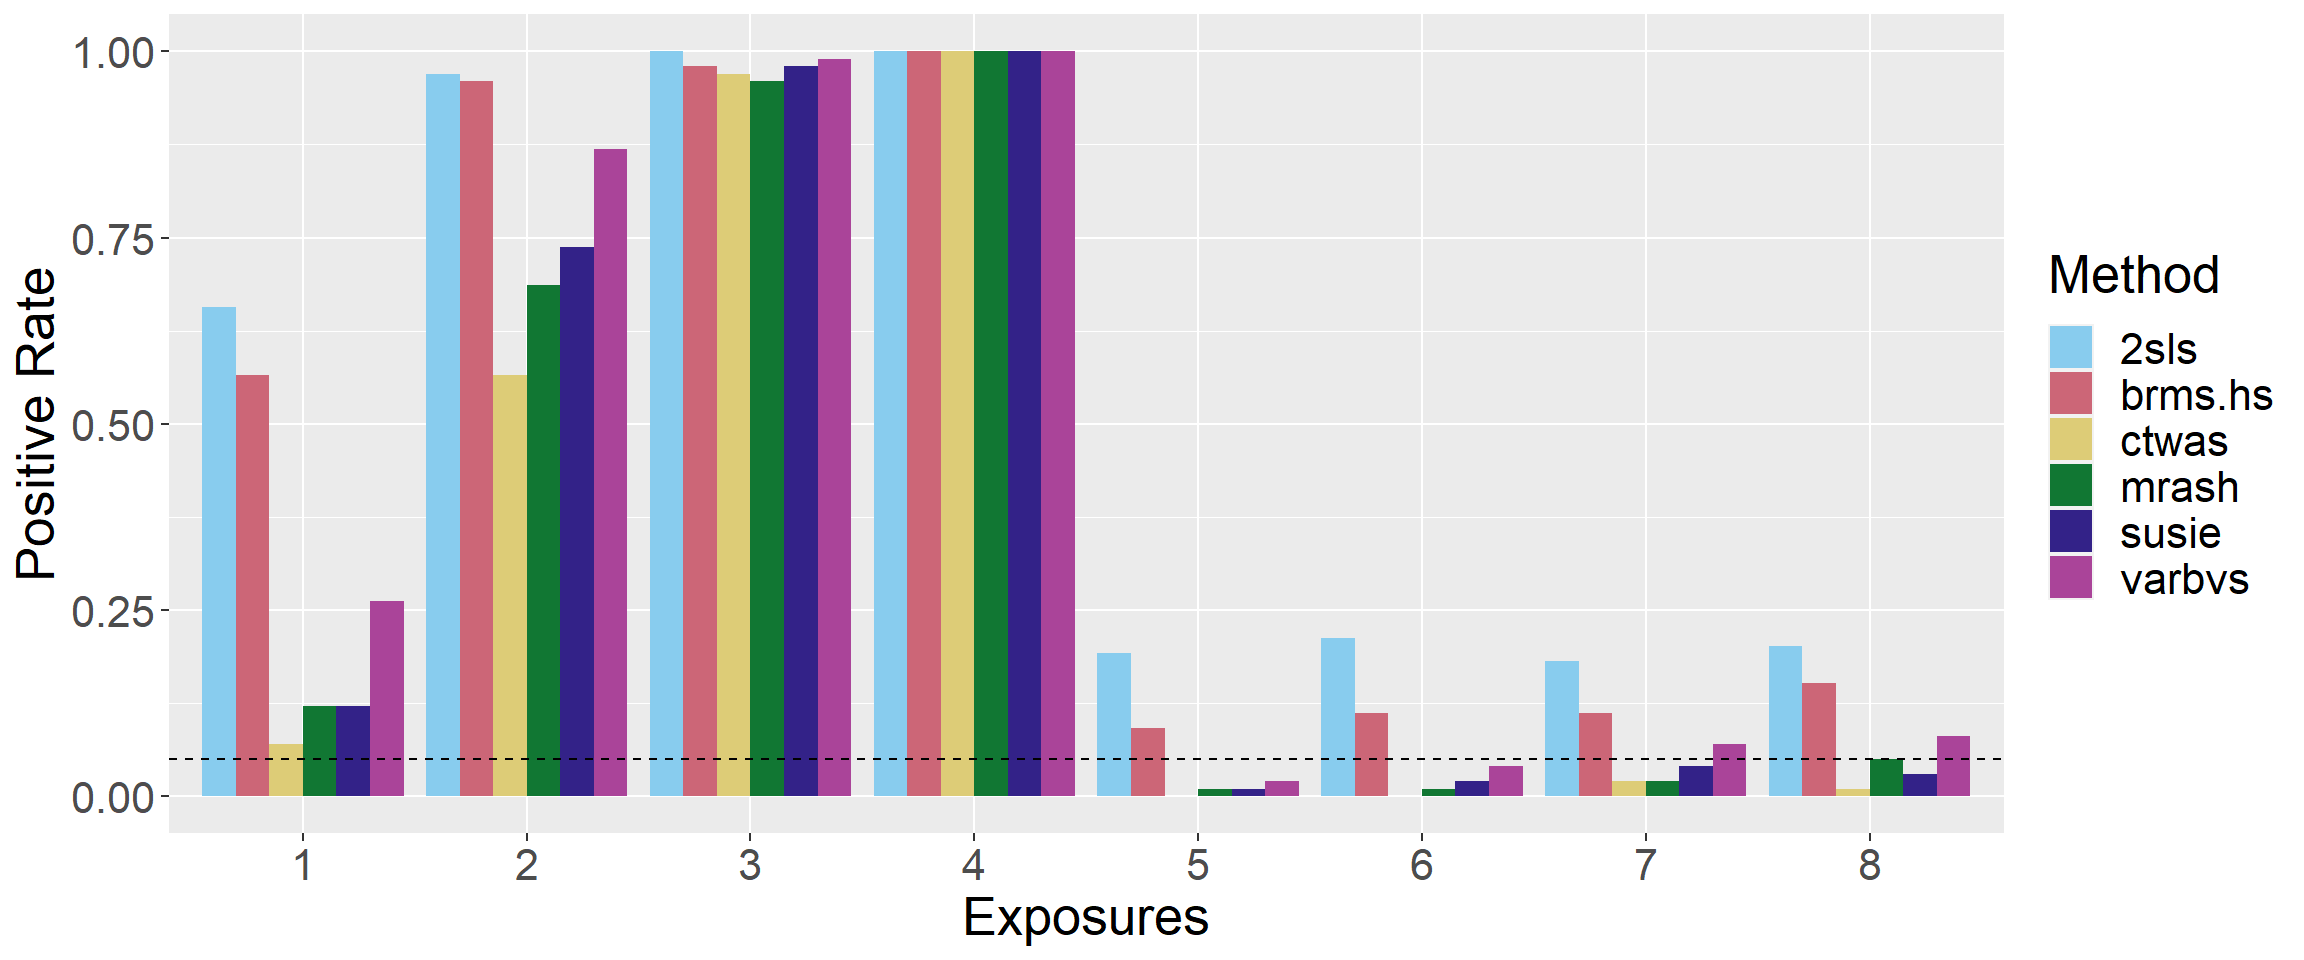 Positive Rate
1.00
0.75
0.50
0.25
0.00
1 2 3 4 5 6 7 8
Exposures
Method
2sls
brms.hs
ctwas
mrash
susie
varbvs